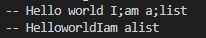 -- Hello world I;am a;list
-- HelloworldIam alist